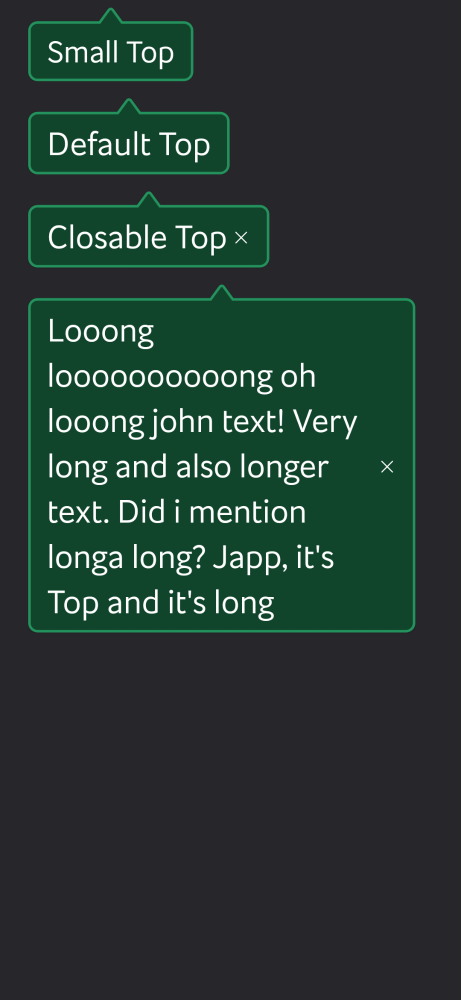 Small Top
Default Top
Closable Top ×
Looong
loooooooooong oh
looong john text! Very
long and also longer
text. Did i mention
longa long? Japp, it's
Top and it's long